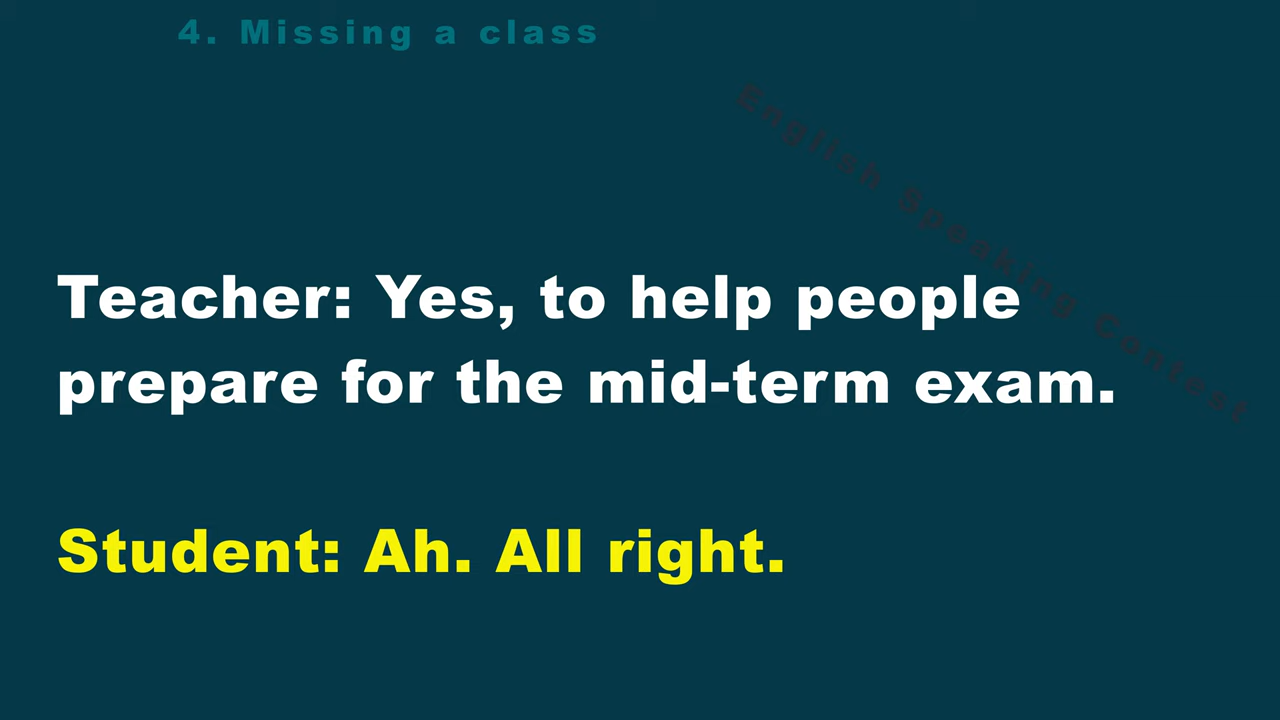 4. Missing a class
English Speaking Contest
Teacher: Yes, to help people
prepare for the mid-term exam.
Student: Ah. All right.